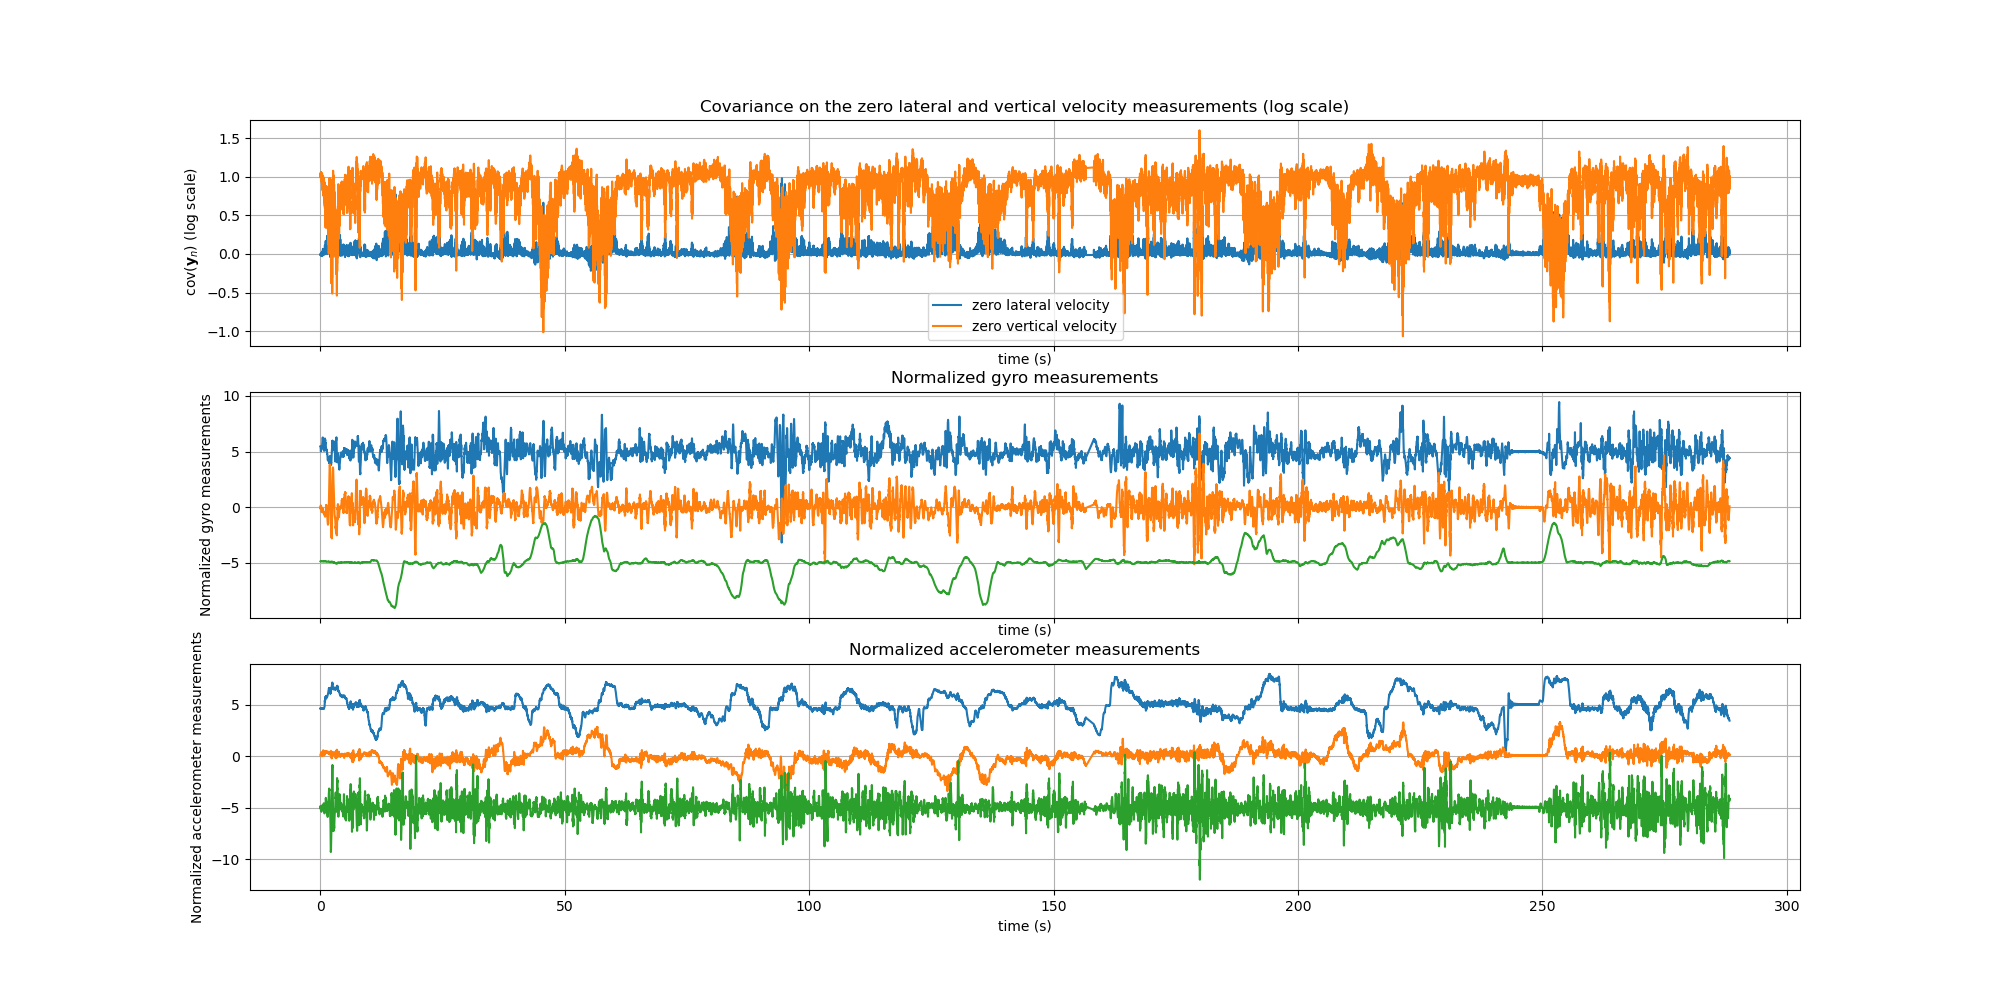 Covariance on the zero lateral and vertical velocity measurements (log scale)
cov(yₙ) (log scale)
1.5
1.0
0.5
0.0
−0.5
−1.0
zero lateral velocity
zero vertical velocity
time (s)
Normalized gyro measurements
Normalized gyro measurements
10
5
0
−5
time (s)
Normalized accelerometer measurements
Normalized accelerometer measurements
5
0
−5
−10
0 50 100 150 200 250 300
time (s)